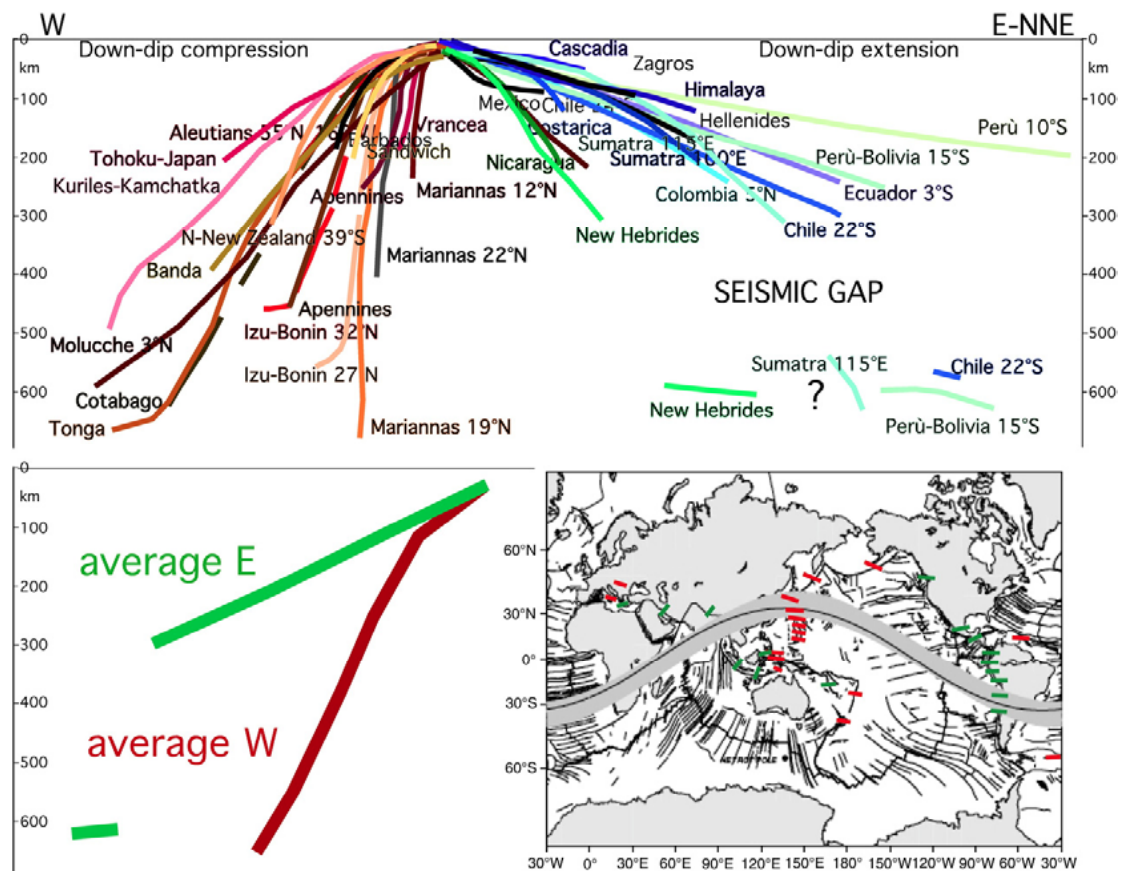 W
E-NNE
Down-dip compression
Down-dip extension
0
km
100
200
300
400
500
600
0
km
100
200
300
400
500
600
Cascadia
Zagros
Himalaya
Mexico
Chile
Hellenides
Perù 10°S
Aleutians
Vrancea
Costarica
Barbados
Sumatra 115°E
Tohoku-Japan
Sandwich
Nicaragua
Sumatra 100°E
Perù-Bolivia 15°S
Kuriles-Kamchatka
Apennines
Mariannas 12°N
Colombia 5°N
Ecuador 3°S
N-New Zealand 39°S
New Hebrides
Chile 22°S
Banda
Mariannas 22°N
SEISMIC GAP
Apennines
Molucche 3°N
Izu-Bonin 32°N
Izu-Bonin 27°N
Sumatra 115°E
Chile 22°S
Cotabago
New Hebrides
?
Tonga
Mariannas 19°N
Perù-Bolivia 15°S
0
km
100
200
300
400
500
600
average E
average W
60°N
30°N
0°
30°S
60°S
30°W 0° 30°E 60°E 90°E 120°E 150°E 180° 150°W 120°W 90°W 60°W 30°W